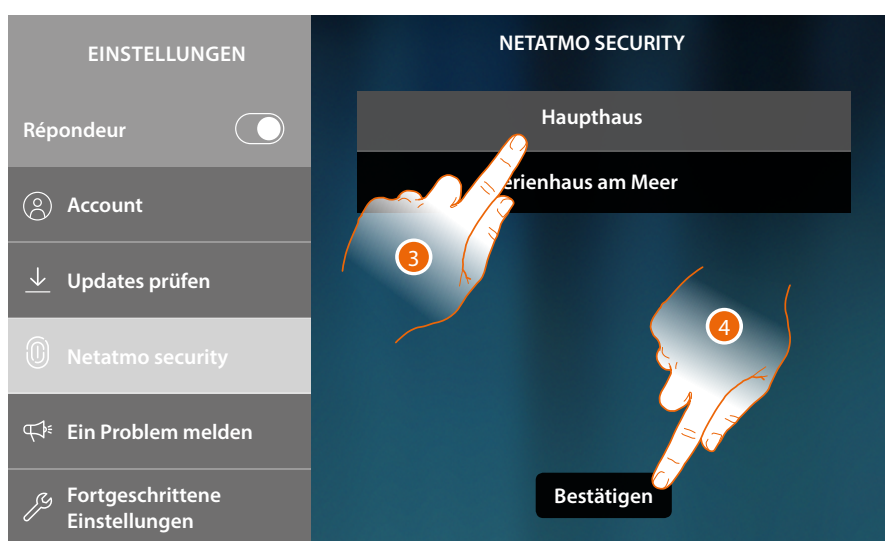 EINSTELLUNGEN
Répondeur
Account
Updates prüfen
Netatmo security
Ein Problem melden
Fortgeschrittene
Einstellungen
NETATMO SECURITY
Haupthaus
erienhaus am Meer
3
4
Bestätigen